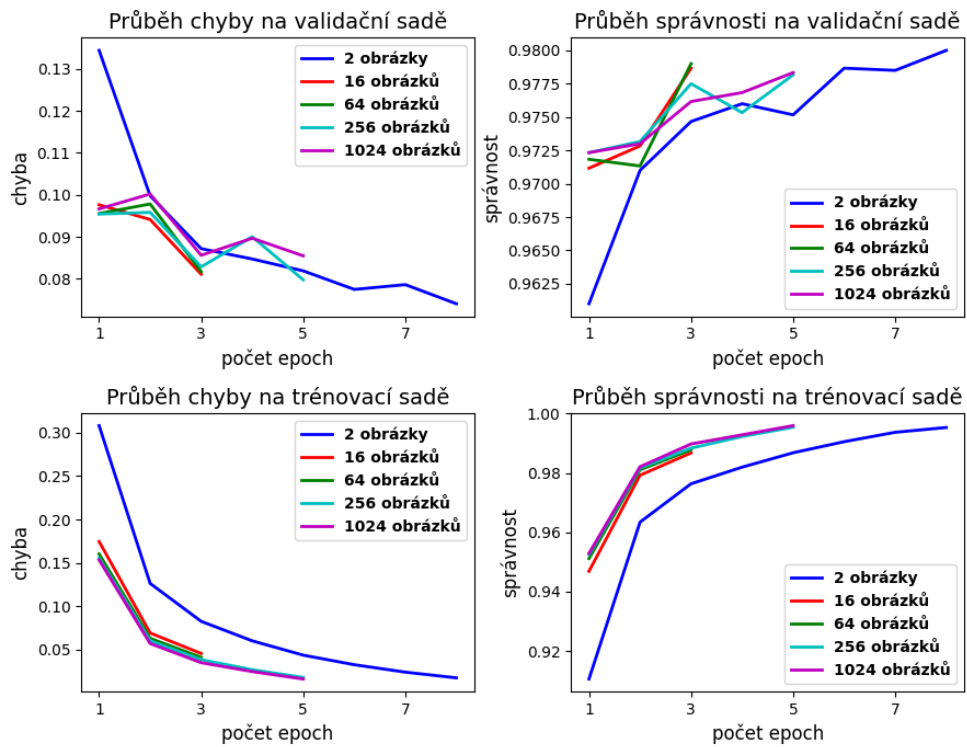 Průběh chyby na validační sadě
chyba
0.13
0.12
0.11
0.10
0.09
0.08
2 obrázky
16 obrázků
64 obrázků
256 obrázků
1024 obrázků
1
3
5
7
počet epoch
Průběh správnosti na validační sadě
správnost
0.9800
0.9775
0.9750
0.9725
0.9700
0.9675
0.9650
0.9625
2 obrázky
16 obrázků
64 obrázků
256 obrázků
1024 obrázků
1
3
5
7
počet epoch
Průběh chyby na trénovací sadě
chyba
0.30
0.25
0.20
0.15
0.10
0.05
2 obrázky
16 obrázků
64 obrázků
256 obrázků
1024 obrázků
1
3
5
7
počet epoch
Průběh správnosti na trénovací sadě
správnost
1.00
0.98
0.96
0.94
0.92
2 obrázky
16 obrázků
64 obrázků
256 obrázků
1024 obrázků
1
3
5
7
počet epoch